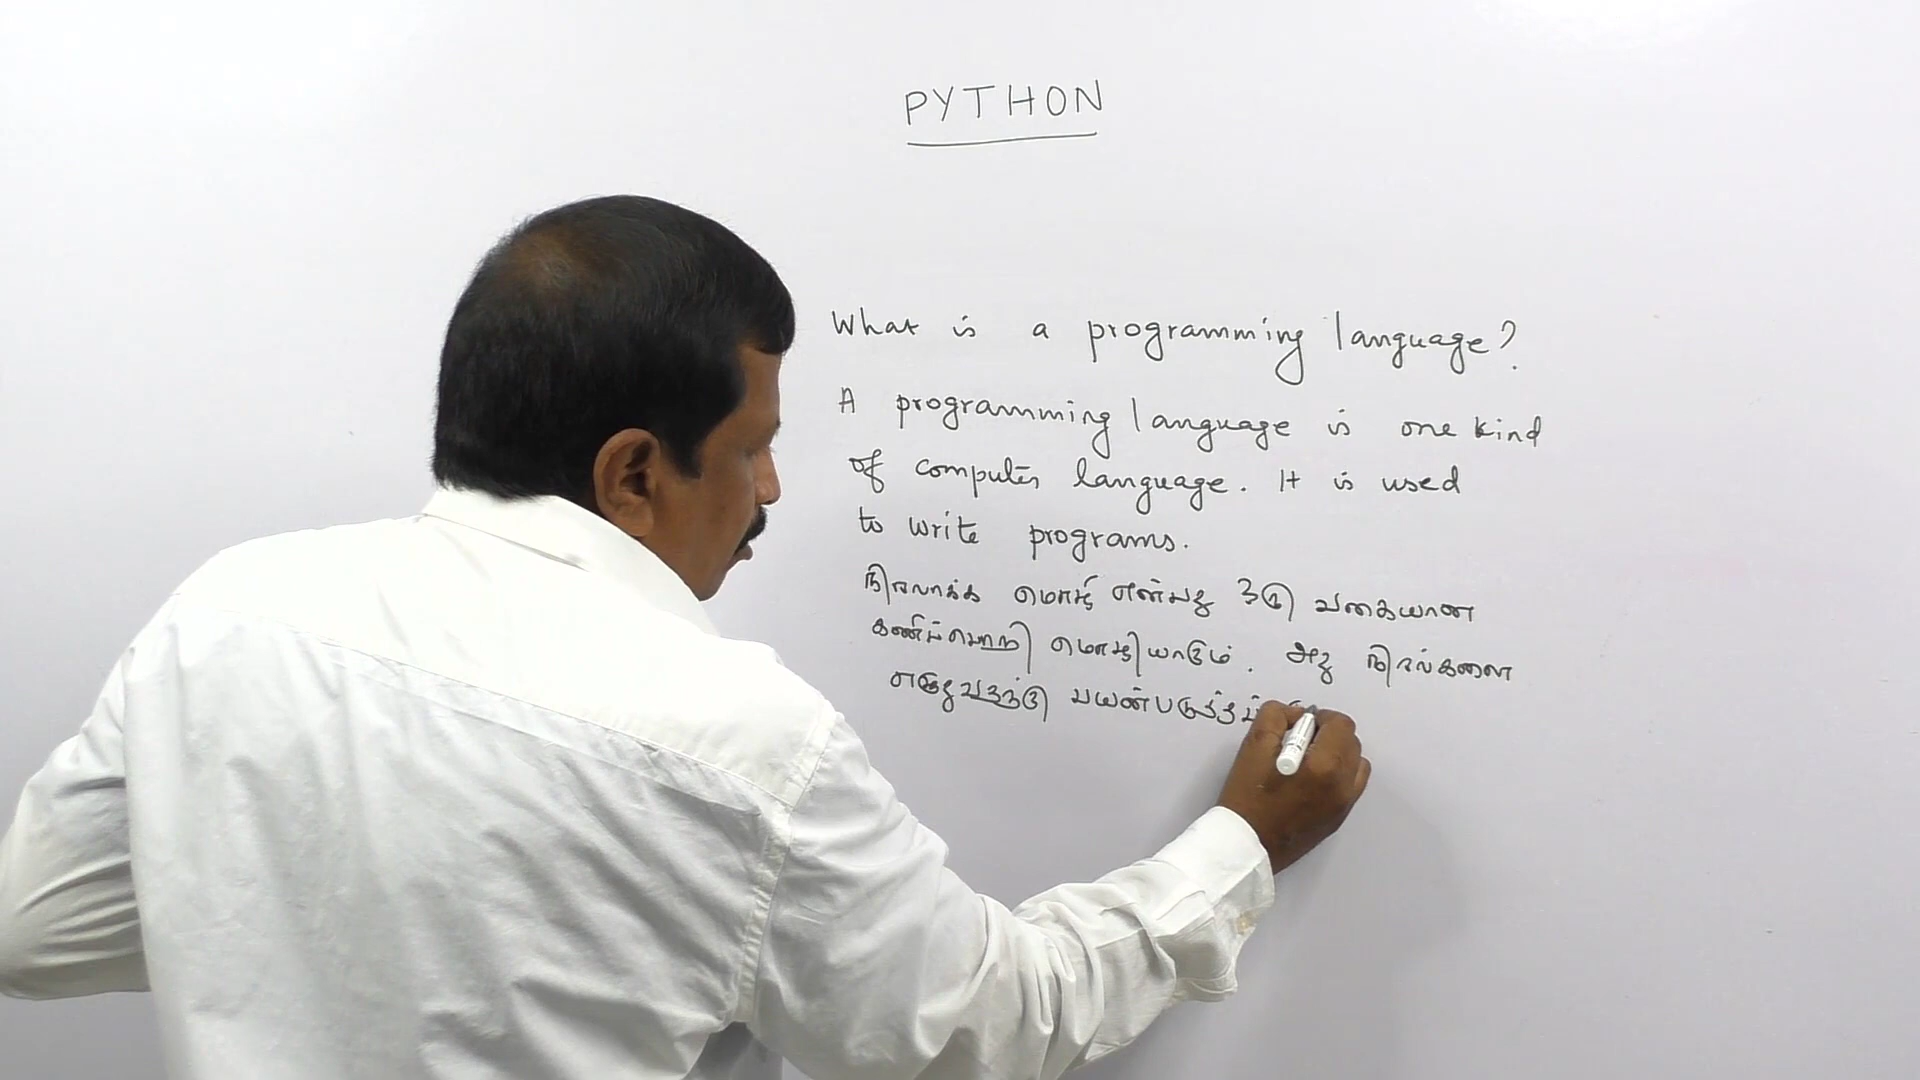 PYTHON
What is a programming language?
A programming language is one kind
of computer language. It is used
to write programs.
நிரலாக்க மொழி என்பது ஒரு வகையான
கணிப்பொறி மொழியாகும். அது நிரல்களை
எழுதுவதற்கு பயன்படுத்தப்